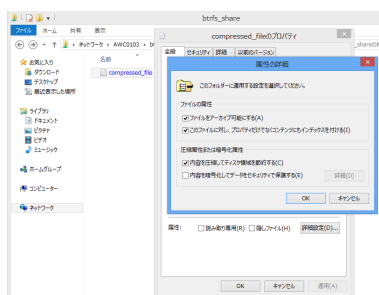 btrfs_share
ファイル ホーム 共有 表示
ネットワーク ▸ AWC0103 ▸ bt
_sharesの
お気に入り
ダウンロード
デスクトップ
最近表示した場所
ライブラリ
ドキュメント
ピクチャ
ビデオ
ミュージック
ホームグループ
コンピューター
ネットワーク
名前
compressed_file
compressed_fileのプロパティ
全般 セキュリティ 詳細 以前のバージョン
属性の詳細
このフォルダーに適用する設定を選択してください。
ファイルの属性
ファイルをアーカイブ可能にする(A)
このファイルに対し、プロパティだけでなくコンテンツにもインデックスを付ける(I)
圧縮属性または暗号化属性
内容を圧縮してディスク領域を節約する(C)
内容を暗号化してデータをセキュリティで保護する(E)
詳細(D)
OK キャンセル
属性: 読み取り専用(R) 隠しファイル(H) 詳細設定(D)...
OK キャンセル 適用(A)